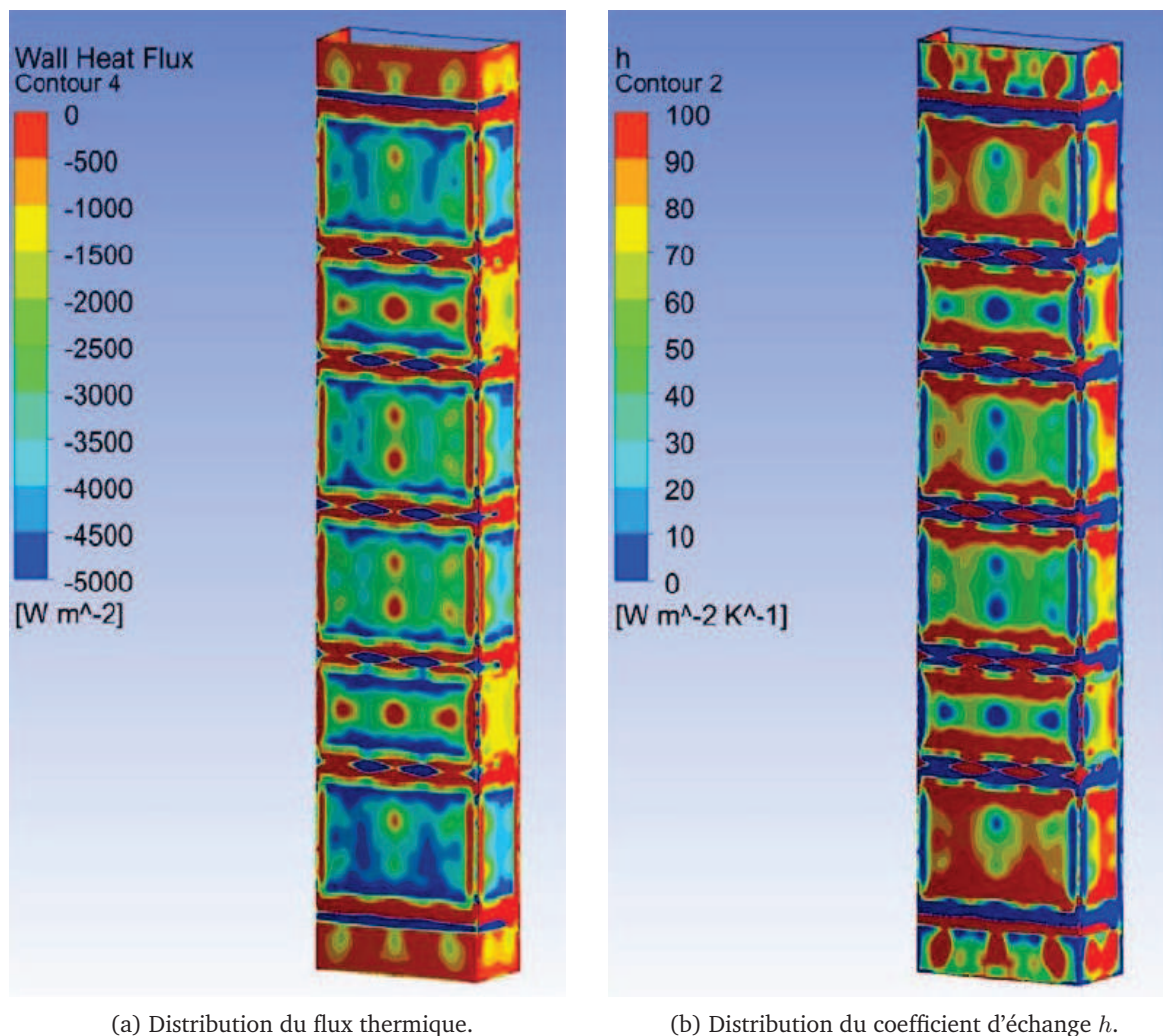 Wall Heat Flux
Contour 4
0
-500
-1000
-1500
-2000
-2500
-3000
-3500
-4000
-4500
-5000
[W m^-2]
(a) Distribution du flux thermique.
h
Contour 2
100
90
80
70
60
50
40
30
20
10
0
[W m^-2 K^-1]
(b) Distribution du coefficient d'échange h.